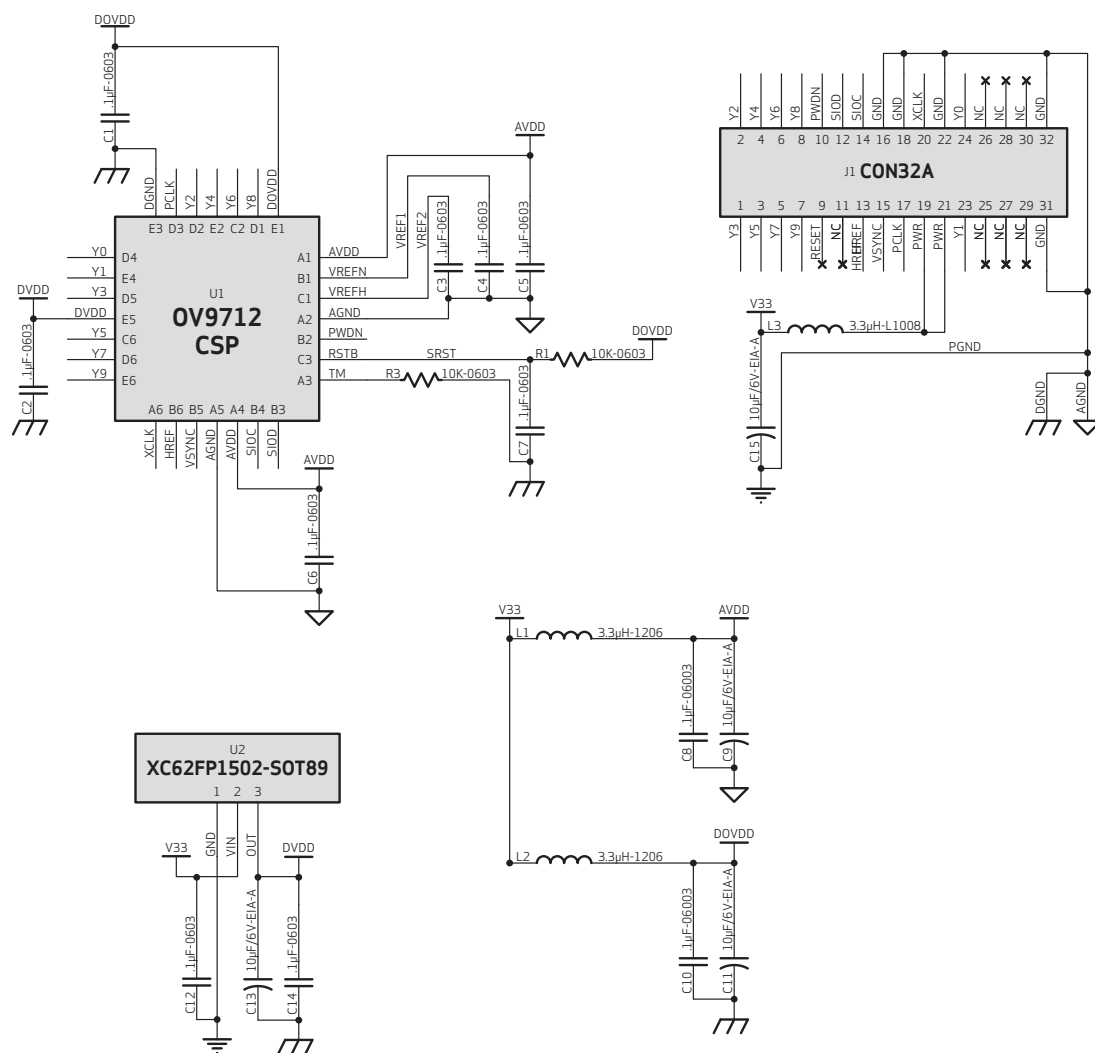 DOVDD
.1µF-0603
C1
DGND
PCLK
Y2
Y4
Y6
Y8
DOVDD
E3 D3 D2 E2 C2 D1 E1
Y0 D4
Y1 E4
Y3 D5
DVDD E5
Y5 C6
Y7 D6
Y9 E6
U1
OV9712
CSP
A1 AVDD
B1 VREFN
C1 VREFH
A2 AGND
B2 PWDN
C3 RSTB
A3 TM
A6 B6 B5 A5 A4 B4 B3
XCLK
HREF
VSYNC
AGND
AVDD
SIOC
SIOD
DVDD
.1µF-0603
C2
VREF1
VREF2
.1µF-0603
C3
.1µF-0603
C4
AVDD
.1µF-0603
C5
SRST
R1 10K-0603
DOVDD
R3 10K-0603
.1µF-0603
C7
AVDD
.1µF-0603
C6
Y2
Y4
Y6
Y8
PWDN
SIOD
SIOC
GND
GND
XCLK
GND
Y0
NC
NC
NC
GND
2 4 6 8 10 12 14 16 18 20 22 24 26 28 30 32
J1 CON32A
1 3 5 7 9 11 13 15 17 19 21 23 25 27 29 31
Y3
Y5
Y7
Y9
RESET
NC
HREF
VSYNC
PCLK
PWR
PWR
Y1
NC
NC
NC
GND
V33
L3 3.3µH-L1008
PGND
10µF/6V-EIA-A
C15
DGND
AGND
V33
L1 3.3µH-1206
AVDD
.1µF-06003
C8
10µF/6V-EIA-A
C9
L2 3.3µH-1206
DOVDD
.1µF-06003
C10
10µF/6V-EIA-A
C11
U2
XC62FP1502-SOT89
1 2 3
GND
VIN
OUT
V33
DVDD
.1µF-0603
C12
10µF/6V-EIA-A
C13
.1µF-0603
C14